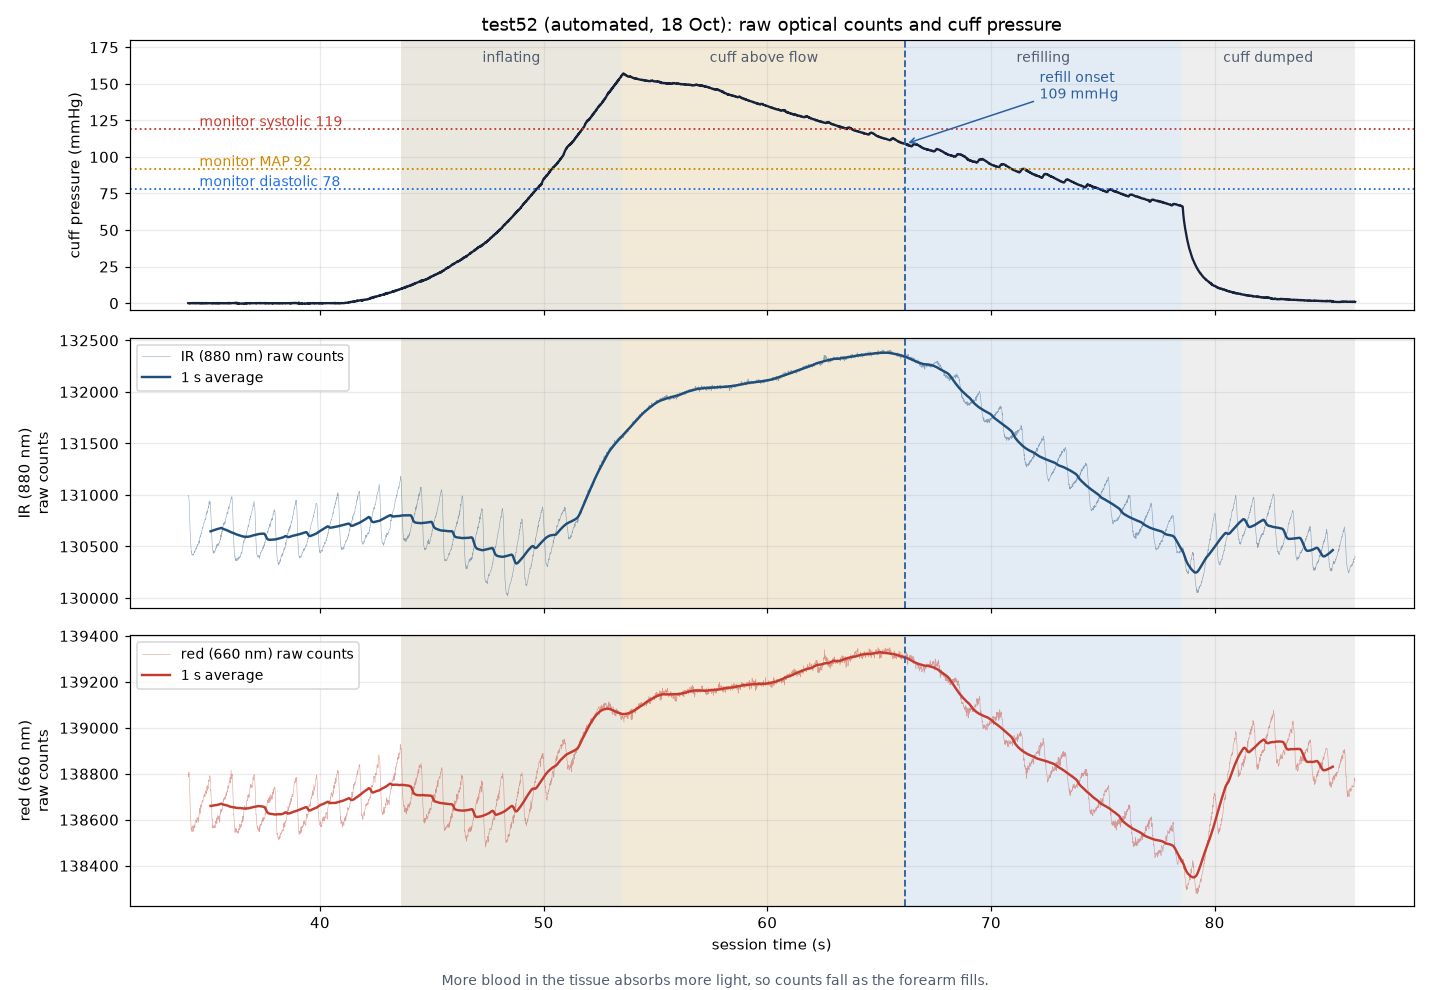 test52 (automated, 18 Oct): raw optical counts and cuff pressure
cuff pressure (mmHg)
175
150
125
100
75
50
25
0
inflating
cuff above flow
refilling
cuff dumped
refill onset
109 mmHg
monitor systolic 119
monitor MAP 92
monitor diastolic 78
IR (880 nm)
raw counts
132500
132000
131500
131000
130500
130000
IR (880 nm) raw counts
1 s average
red (660 nm)
raw counts
139400
139200
139000
138800
138600
138400
red (660 nm) raw counts
1 s average
40
50
60
70
80
session time (s)
More blood in the tissue absorbs more light, so counts fall as the forearm fills.